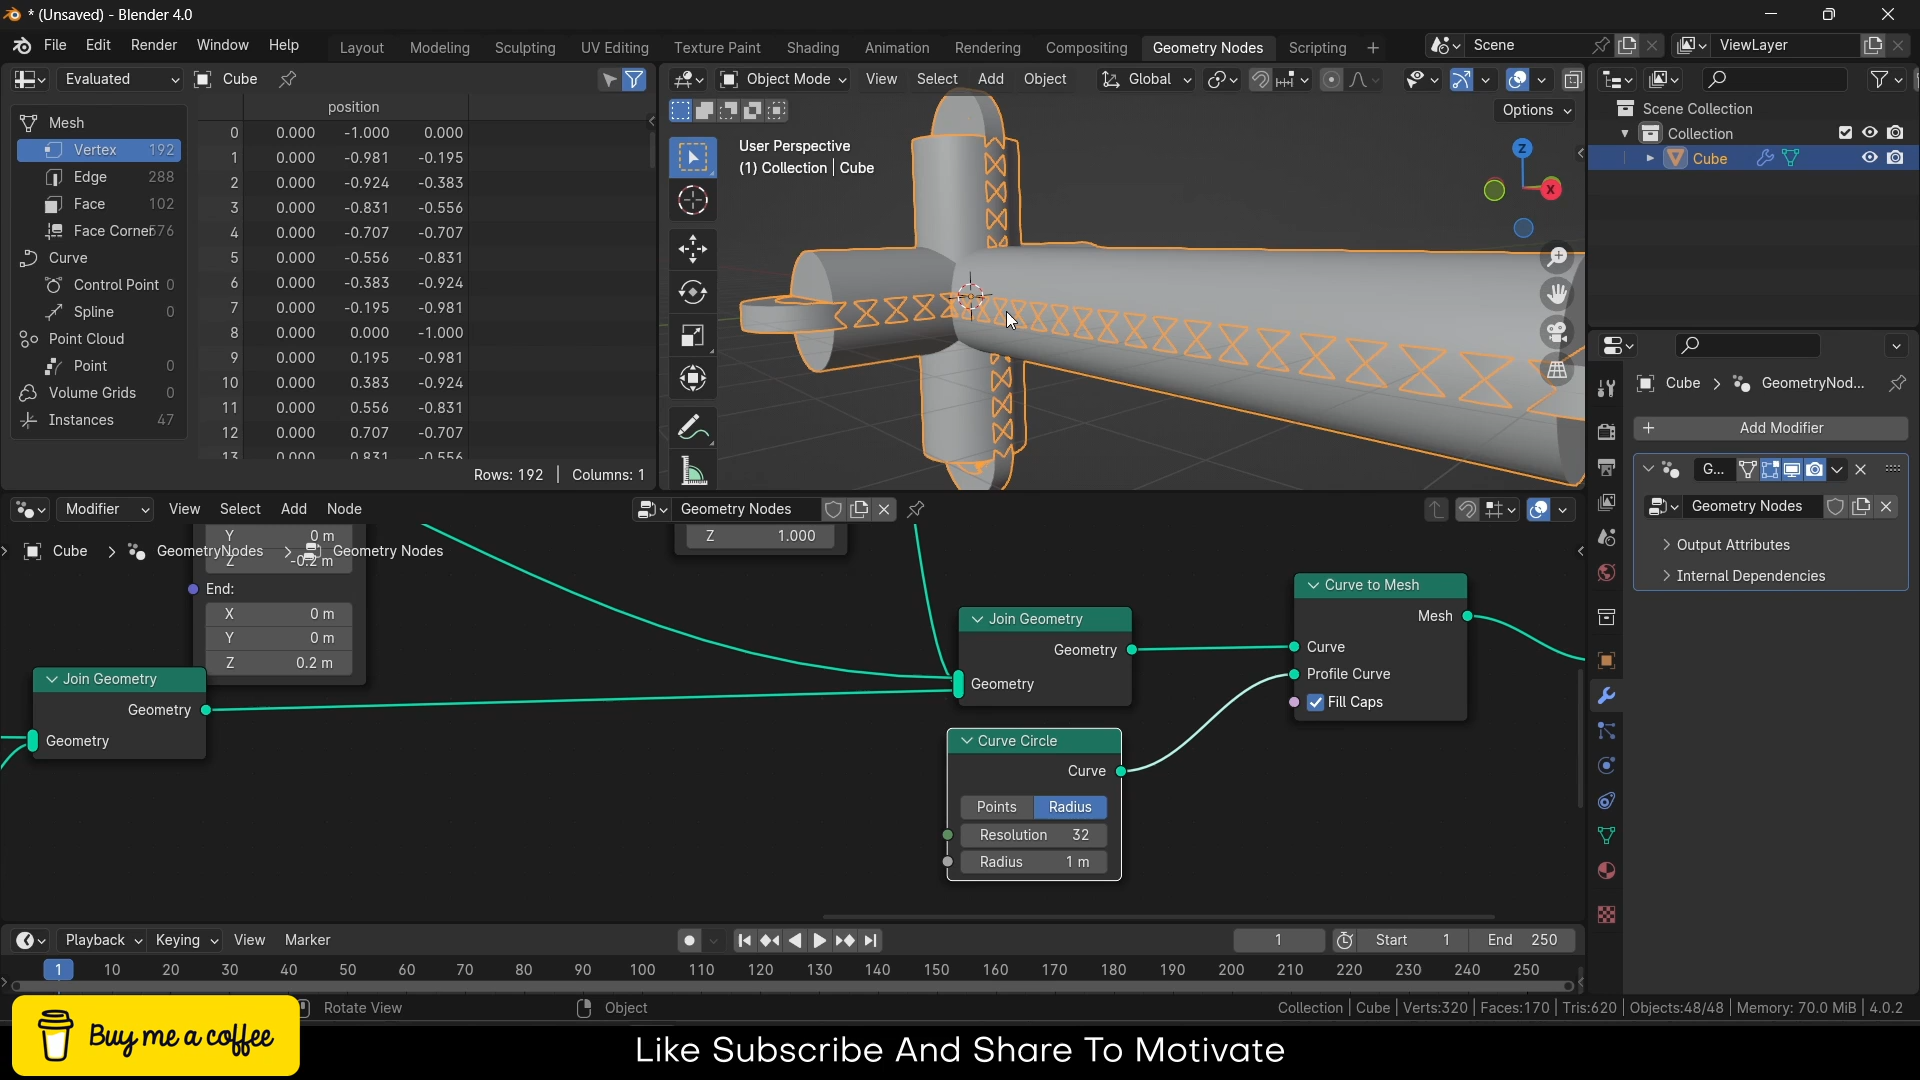 * (Unsaved) - Blender 4.0
File Edit Render Window Help
Layout Modeling Sculpting UV Editing Texture Paint Shading Animation Rendering Compositing Geometry Nodes Scripting +
Scene
ViewLayer
Evaluated Cube
position
Mesh
Vertex 192
Edge 288
Face 102
Face Corner 576
Curve
Control Point 0
Spline 0
Point Cloud
Point 0
Volume Grids 0
Instances 47
0 0.000 -1.000 0.000
1 0.000 -0.981 -0.195
2 0.000 -0.924 -0.383
3 0.000 -0.831 -0.556
4 0.000 -0.707 -0.707
5 0.000 -0.556 -0.831
6 0.000 -0.383 -0.924
7 0.000 -0.195 -0.981
8 0.000 0.000 -1.000
9 0.000 0.195 -0.981
10 0.000 0.383 -0.924
11 0.000 0.556 -0.831
12 0.000 0.707 -0.707
13 0.000 0.831 -0.556
Rows: 192 | Columns: 1
Object Mode View Select Add Object Global
Options
User Perspective
(1) Collection | Cube
Z
X
Scene Collection
Collection
Cube
Cube > GeometryNod...
+ Add Modifier
G...
Geometry Nodes
Output Attributes
Internal Dependencies
Modifier View Select Add Node
Geometry Nodes
Cube > GeometryNodes > Geometry Nodes
Y 0 m
Z -0.2 m
End:
X 0 m
Y 0 m
Z 0.2 m
Z 1.000
Join Geometry
Geometry
Geometry
Join Geometry
Geometry
Geometry
Curve Circle
Curve
Points Radius
Resolution 32
Radius 1 m
Curve to Mesh
Mesh
Curve
Profile Curve
Fill Caps
Playback Keying View Marker
1
Start 1 End 250
1 10 20 30 40 50 60 70 80 90 100 110 120 130 140 150 160 170 180 190 200 210 220 230 240 250
Rotate View
Object
Collection | Cube | Verts:320 | Faces:170 | Tris:620 | Objects:48/48 | Memory: 70.0 MiB | 4.0.2
Buy me a coffee
Like Subscribe And Share To Motivate